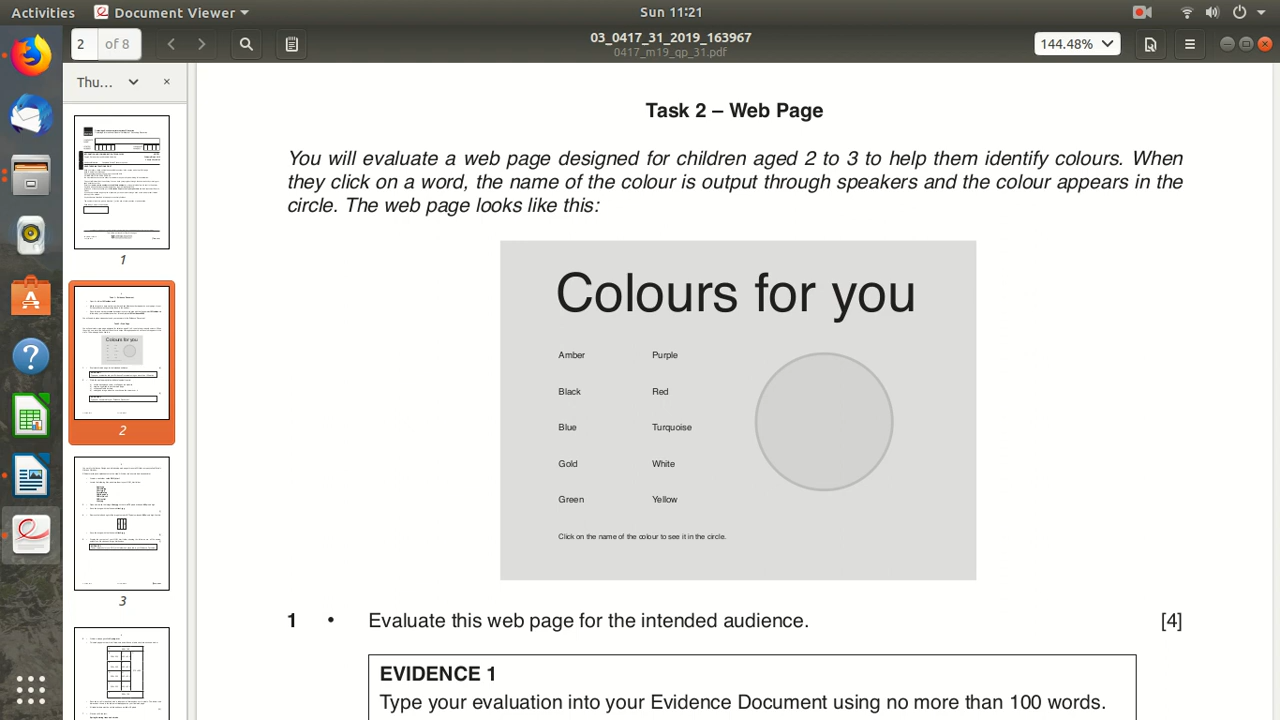 Activities Document Viewer Sun 11:21
2 of 8 03_0417_31_2019_163967 144.48%
0417_m19_qp_31.pdf
Thu... ×
1
2
3
Task 2 – Web Page
You will evaluate a web page designed for children aged 2 to 3 to help them identify colours. When
they click on a word, the name of the colour is output through speakers and the colour appears in the
circle. The web page looks like this:
Colours for you
Amber Purple
Black Red
Blue Turquoise
Gold White
Green Yellow
Click on the name of the colour to see it in the circle.
1 • Evaluate this web page for the intended audience. [4]
EVIDENCE 1
Type your evaluation into your Evidence Document using no more than 100 words.